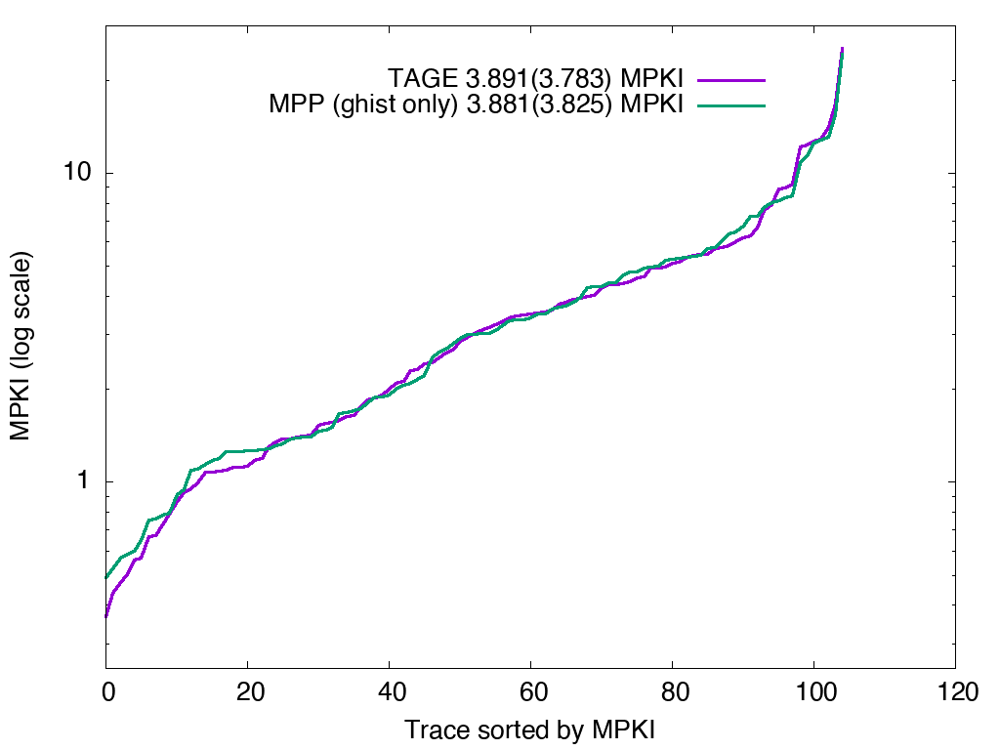 TAGE 3.891(3.783) MPKI
MPP (ghist only) 3.881(3.825) MPKI
10
1
MPKI (log scale)
0 20 40 60 80 100 120
Trace sorted by MPKI